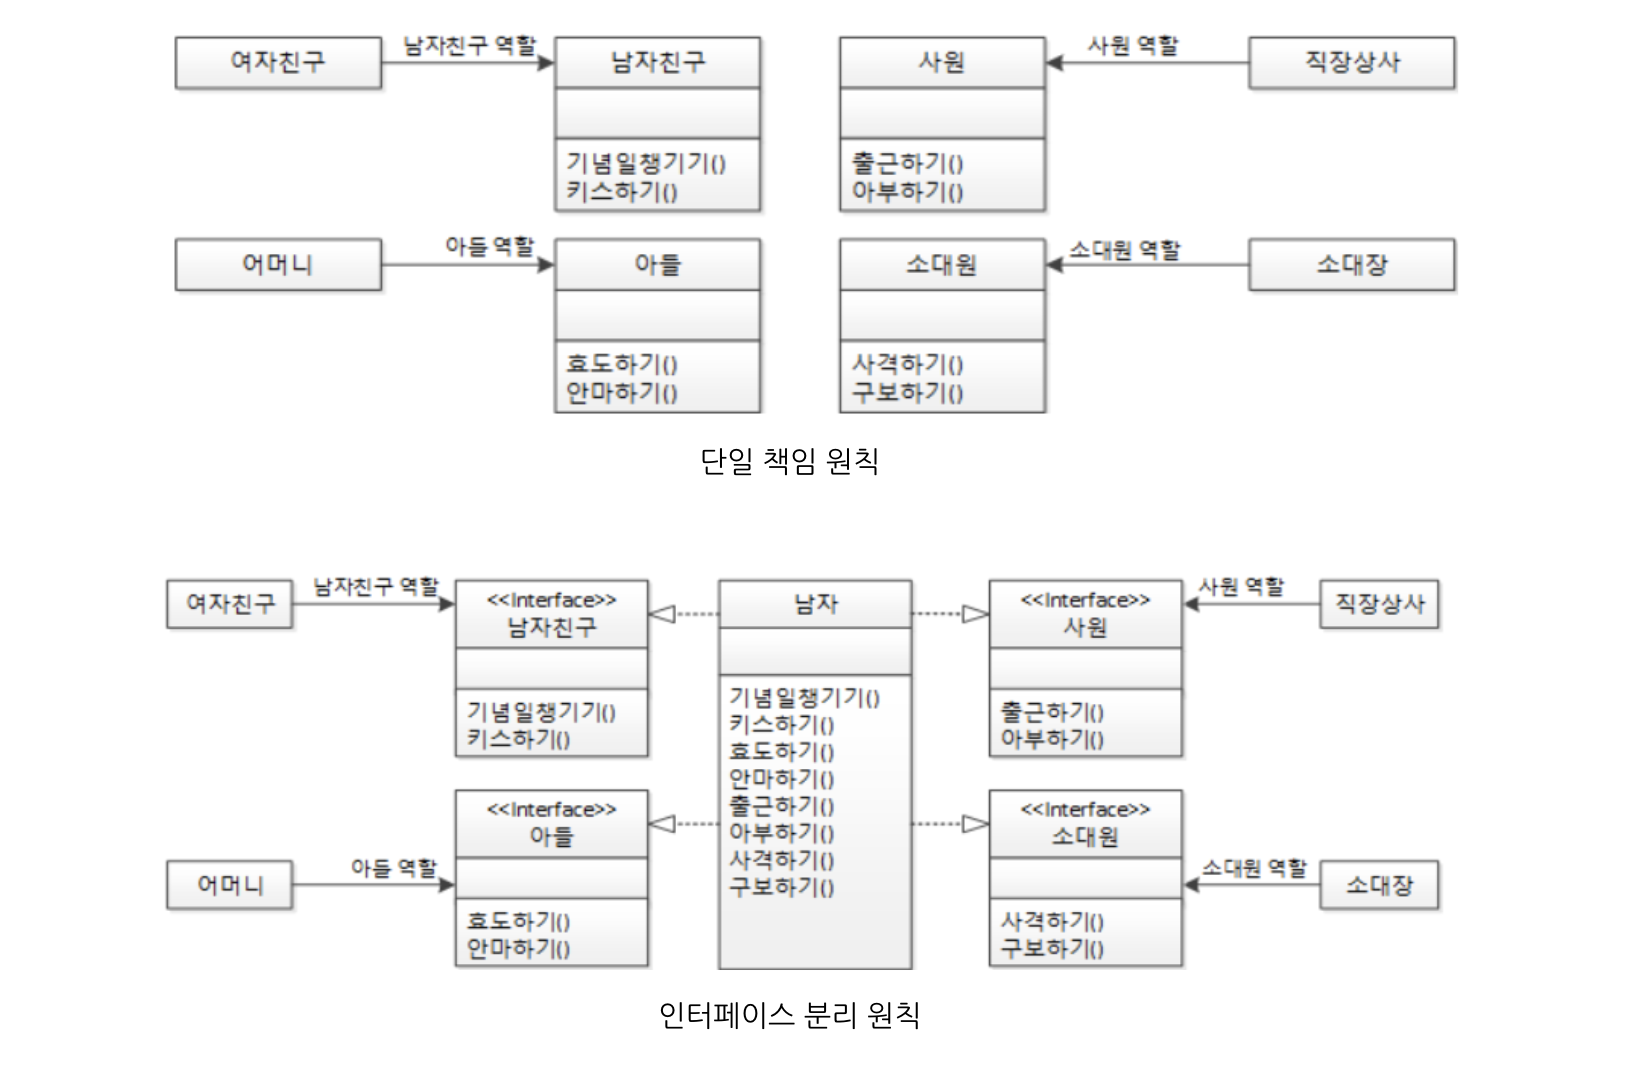 여자친구
남자친구 역할
남자친구
기념일챙기기()
키스하기()
사원
출근하기()
아부하기()
사원 역할
직장상사
어머니
아들 역할
아들
효도하기()
안마하기()
소대원
사격하기()
구보하기()
소대원 역할
소대장
단일 책임 원칙
여자친구
남자친구 역할
<<Interface>>
남자친구
기념일챙기기()
키스하기()
남자
기념일챙기기()
키스하기()
효도하기()
안마하기()
출근하기()
아부하기()
사격하기()
구보하기()
<<Interface>>
사원
출근하기()
아부하기()
사원 역할
직장상사
어머니
아들 역할
<<Interface>>
아들
효도하기()
안마하기()
<<Interface>>
소대원
사격하기()
구보하기()
소대원 역할
소대장
인터페이스 분리 원칙